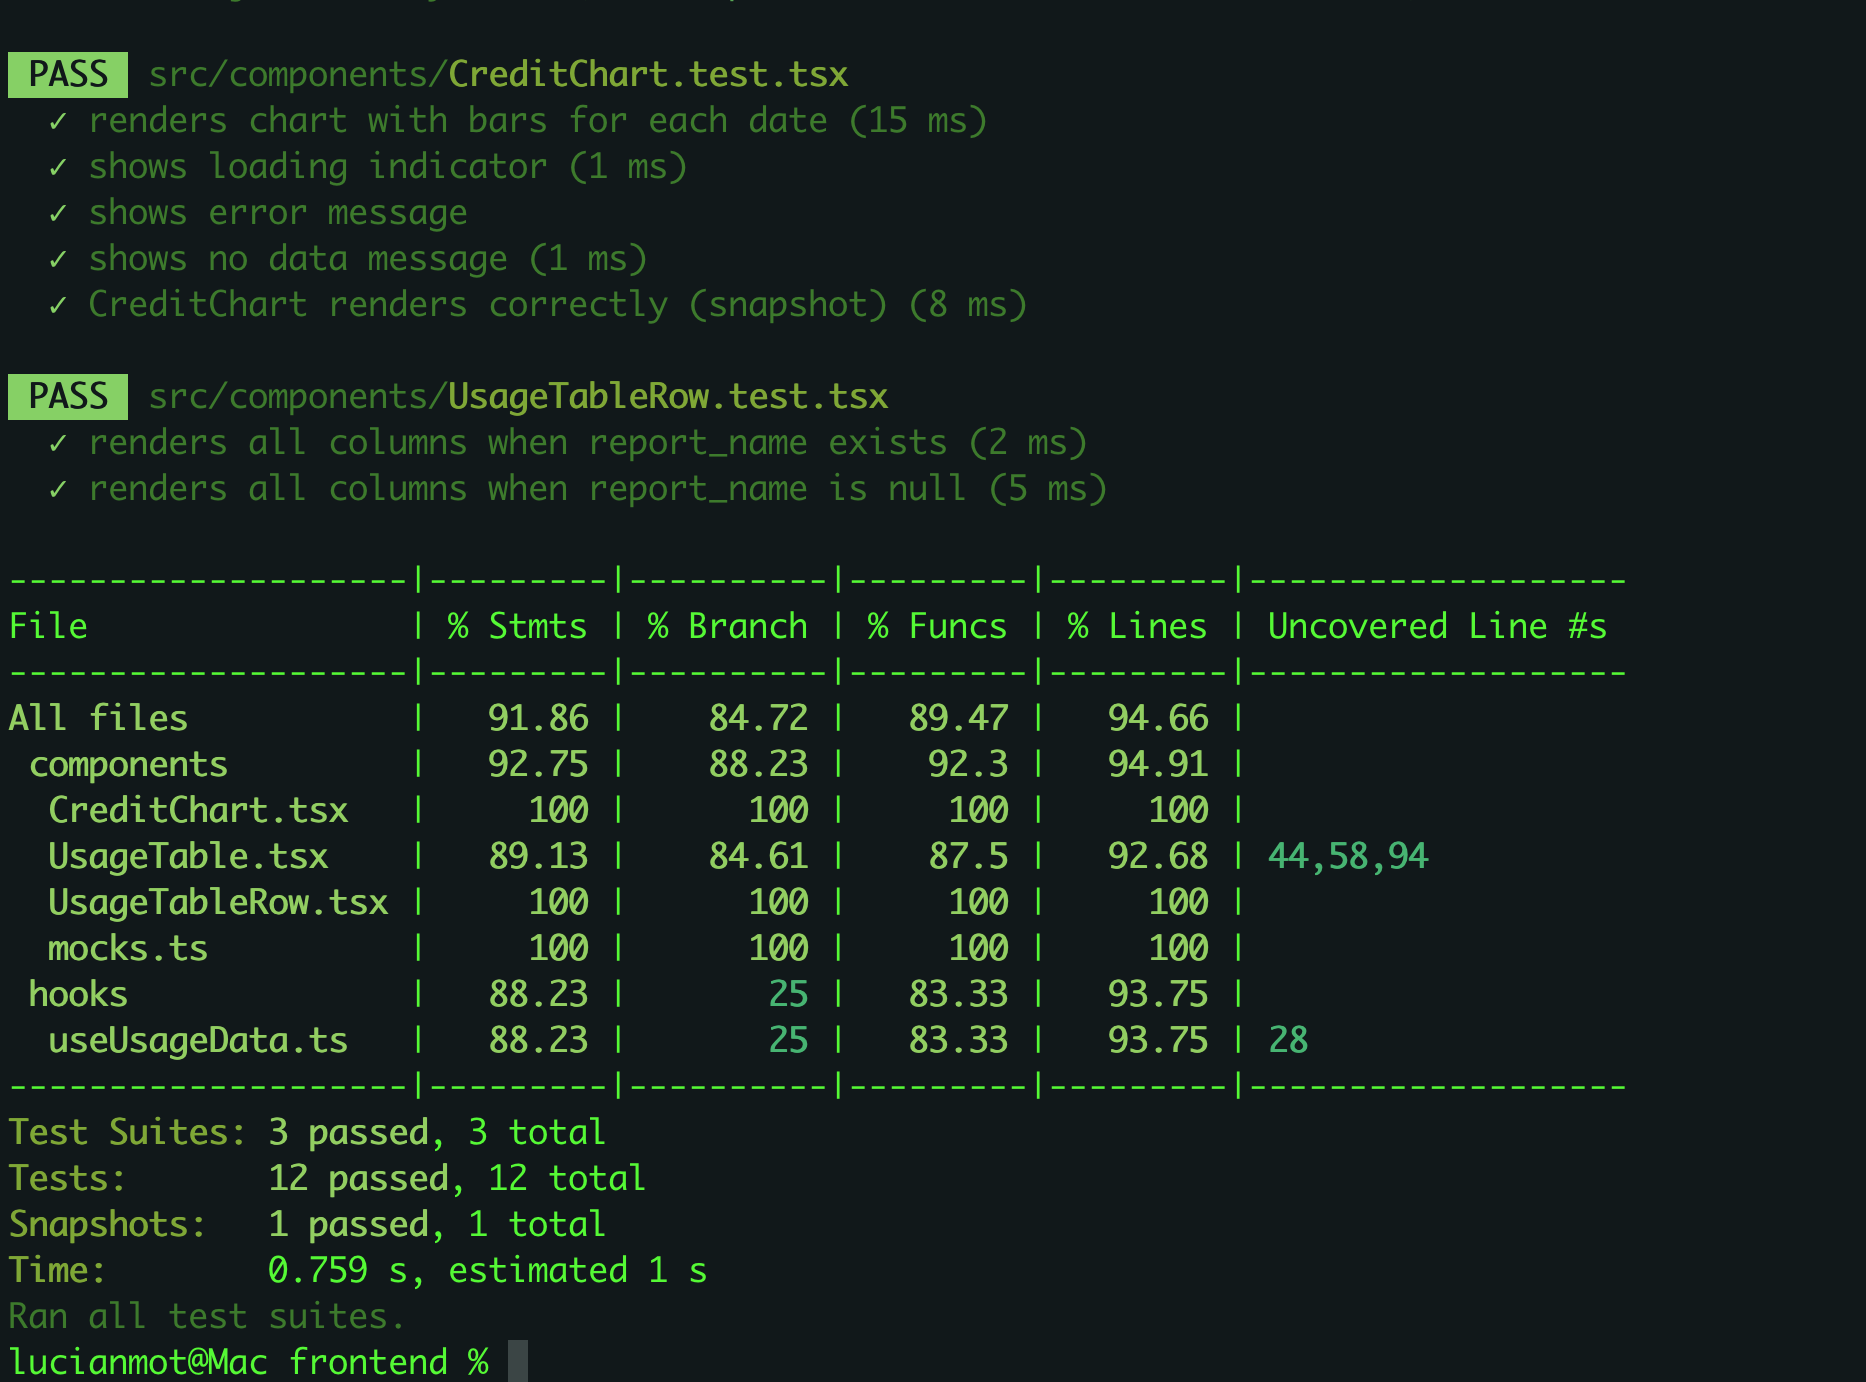 PASS src/components/CreditChart.test.tsx
✓ renders chart with bars for each date (15 ms)
✓ shows loading indicator (1 ms)
✓ shows error message
✓ shows no data message (1 ms)
✓ CreditChart renders correctly (snapshot) (8 ms)
PASS src/components/UsageTableRow.test.tsx
✓ renders all columns when report_name exists (2 ms)
✓ renders all columns when report_name is null (5 ms)
--------------------|---------|----------|---------|---------|-------------------
File                | % Stmts | % Branch | % Funcs | % Lines | Uncovered Line #s
--------------------|---------|----------|---------|---------|-------------------
All files           |   91.86 |    84.72 |   89.47 |   94.66 |
 components         |   92.75 |    88.23 |    92.3 |   94.91 |
  CreditChart.tsx   |     100 |      100 |     100 |     100 |
  UsageTable.tsx    |   89.13 |    84.61 |    87.5 |   92.68 | 44,58,94
  UsageTableRow.tsx |     100 |      100 |     100 |     100 |
  mocks.ts          |     100 |      100 |     100 |     100 |
 hooks              |   88.23 |       25 |   83.33 |   93.75 |
  useUsageData.ts   |   88.23 |       25 |   83.33 |   93.75 | 28
--------------------|---------|----------|---------|---------|-------------------
Test Suites: 3 passed, 3 total
Tests:       12 passed, 12 total
Snapshots:   1 passed, 1 total
Time:        0.759 s, estimated 1 s
Ran all test suites.
lucianmot@Mac frontend %